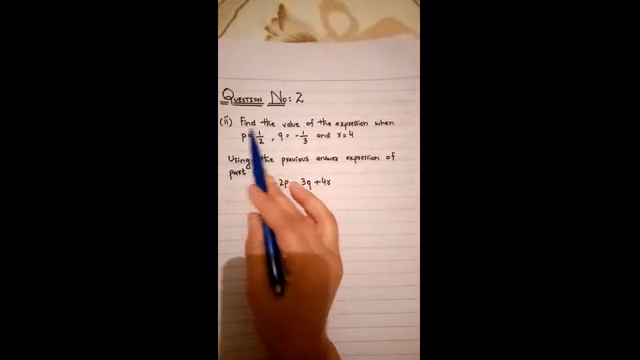 QUESTION No: 2
(ii) Find the value of the expression when
p = 1/2 , q = -1/3 and r = 4
Using the previous answer expression of
part
2p 3q + 4r